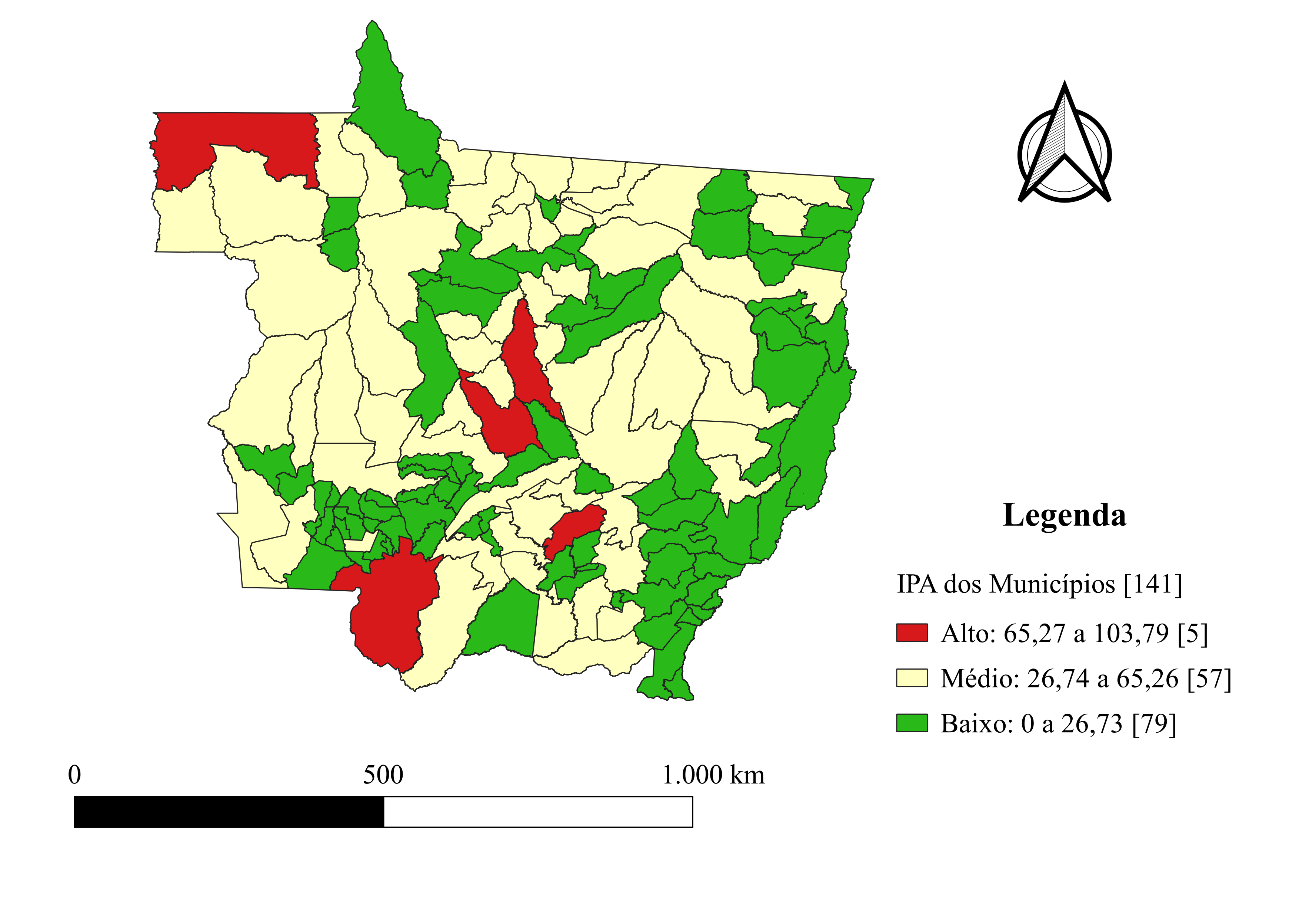 Legenda
IPA dos Municípios [141]
Alto: 65,27 a 103,79 [5]
Médio: 26,74 a 65,26 [57]
Baixo: 0 a 26,73 [79]
0 500 1.000 km